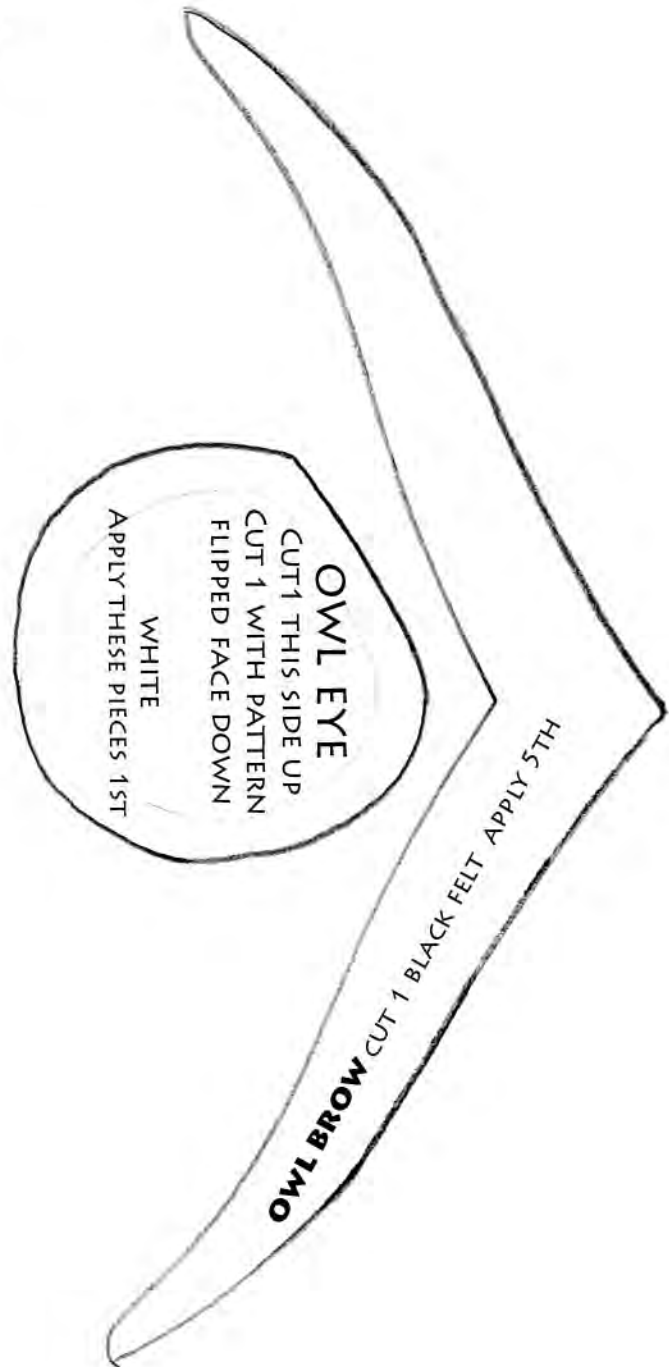 OWL EYE
CUT1 THIS SIDE UP
CUT 1 WITH PATTERN
FLIPPED FACE DOWN
WHITE
APPLY THESE PIECES 1ST
OWL BROW CUT 1 BLACK FELT APPLY 5TH